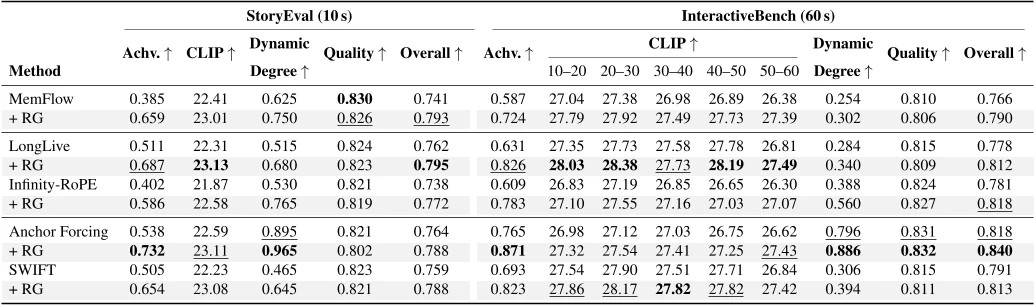 StoryEval (10 s) InteractiveBench (60 s)
Achv. ↑ CLIP ↑ Dynamic Degree ↑ Quality ↑ Overall ↑ Achv. ↑ CLIP ↑ Dynamic Degree ↑ Quality ↑ Overall ↑
Method 10–20 20–30 30–40 40–50 50–60
MemFlow 0.385 22.41 0.625 0.830 0.741 0.587 27.04 27.38 26.98 26.89 26.38 0.254 0.810 0.766
+ RG 0.659 23.01 0.750 0.826 0.793 0.724 27.79 27.92 27.49 27.73 27.39 0.302 0.806 0.790
LongLive 0.511 22.31 0.515 0.824 0.762 0.631 27.35 27.73 27.58 27.78 26.81 0.284 0.815 0.778
+ RG 0.687 23.13 0.680 0.823 0.795 0.826 28.03 28.38 27.73 28.19 27.49 0.340 0.809 0.812
Infinity-RoPE 0.402 21.87 0.530 0.821 0.738 0.609 26.83 27.19 26.85 26.65 26.30 0.388 0.824 0.781
+ RG 0.586 22.58 0.765 0.819 0.772 0.783 27.10 27.55 27.16 27.03 27.07 0.560 0.827 0.818
Anchor Forcing 0.538 22.59 0.895 0.821 0.764 0.765 26.98 27.12 27.03 26.75 26.62 0.796 0.831 0.818
+ RG 0.732 23.11 0.965 0.802 0.788 0.871 27.32 27.54 27.41 27.25 27.43 0.886 0.832 0.840
SWIFT 0.505 22.23 0.465 0.823 0.759 0.693 27.54 27.90 27.51 27.71 26.84 0.306 0.815 0.791
+ RG 0.654 23.08 0.645 0.821 0.788 0.823 27.86 28.17 27.82 27.82 27.42 0.394 0.811 0.813